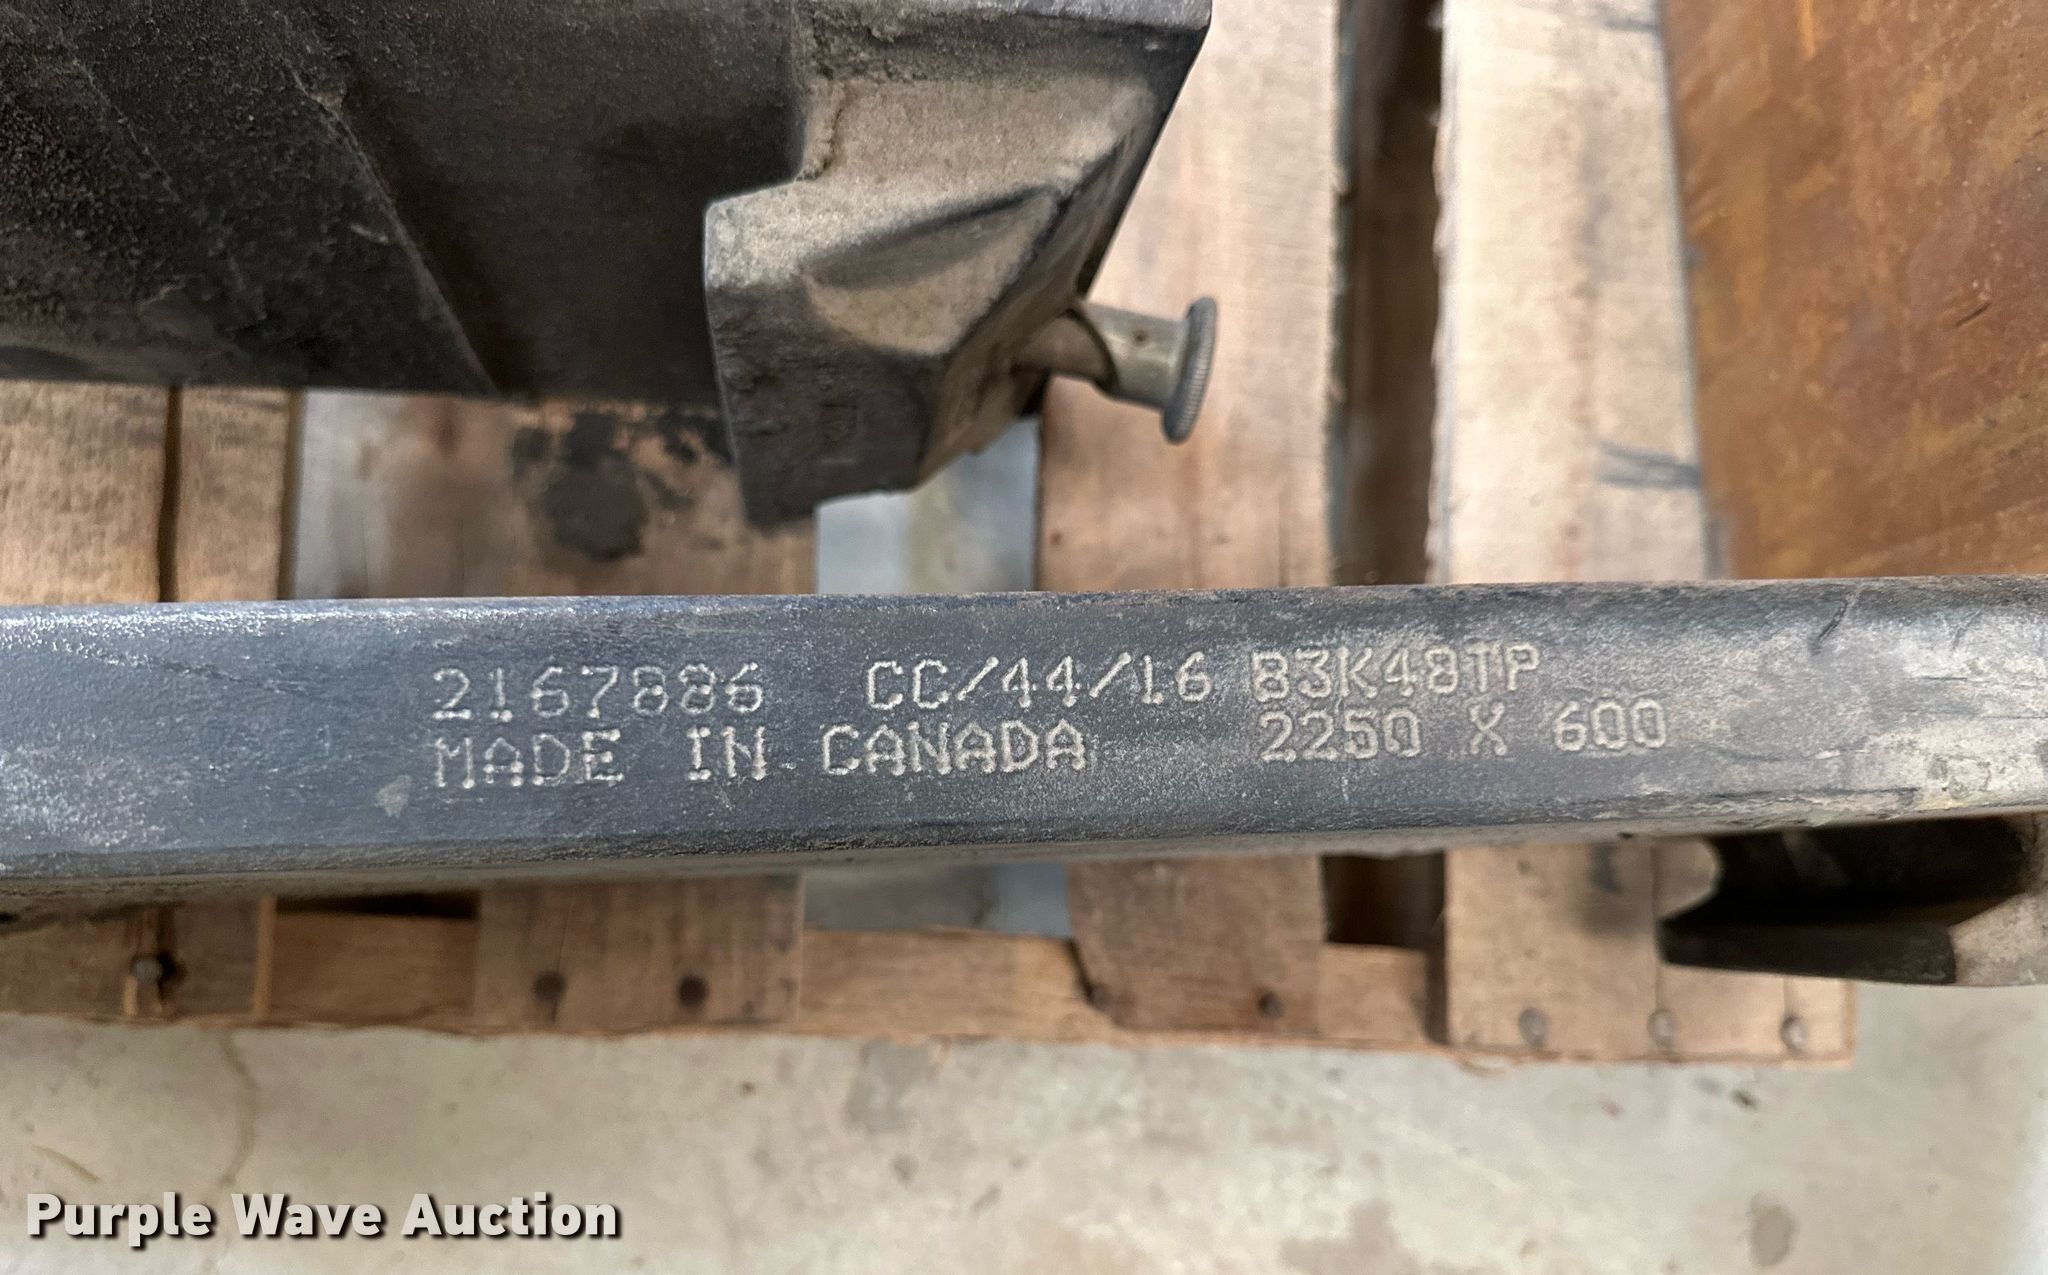 2167886 CC/44/16 B3K48TP
MADE IN CANADA 2250 X 600
Purple Wave Auction